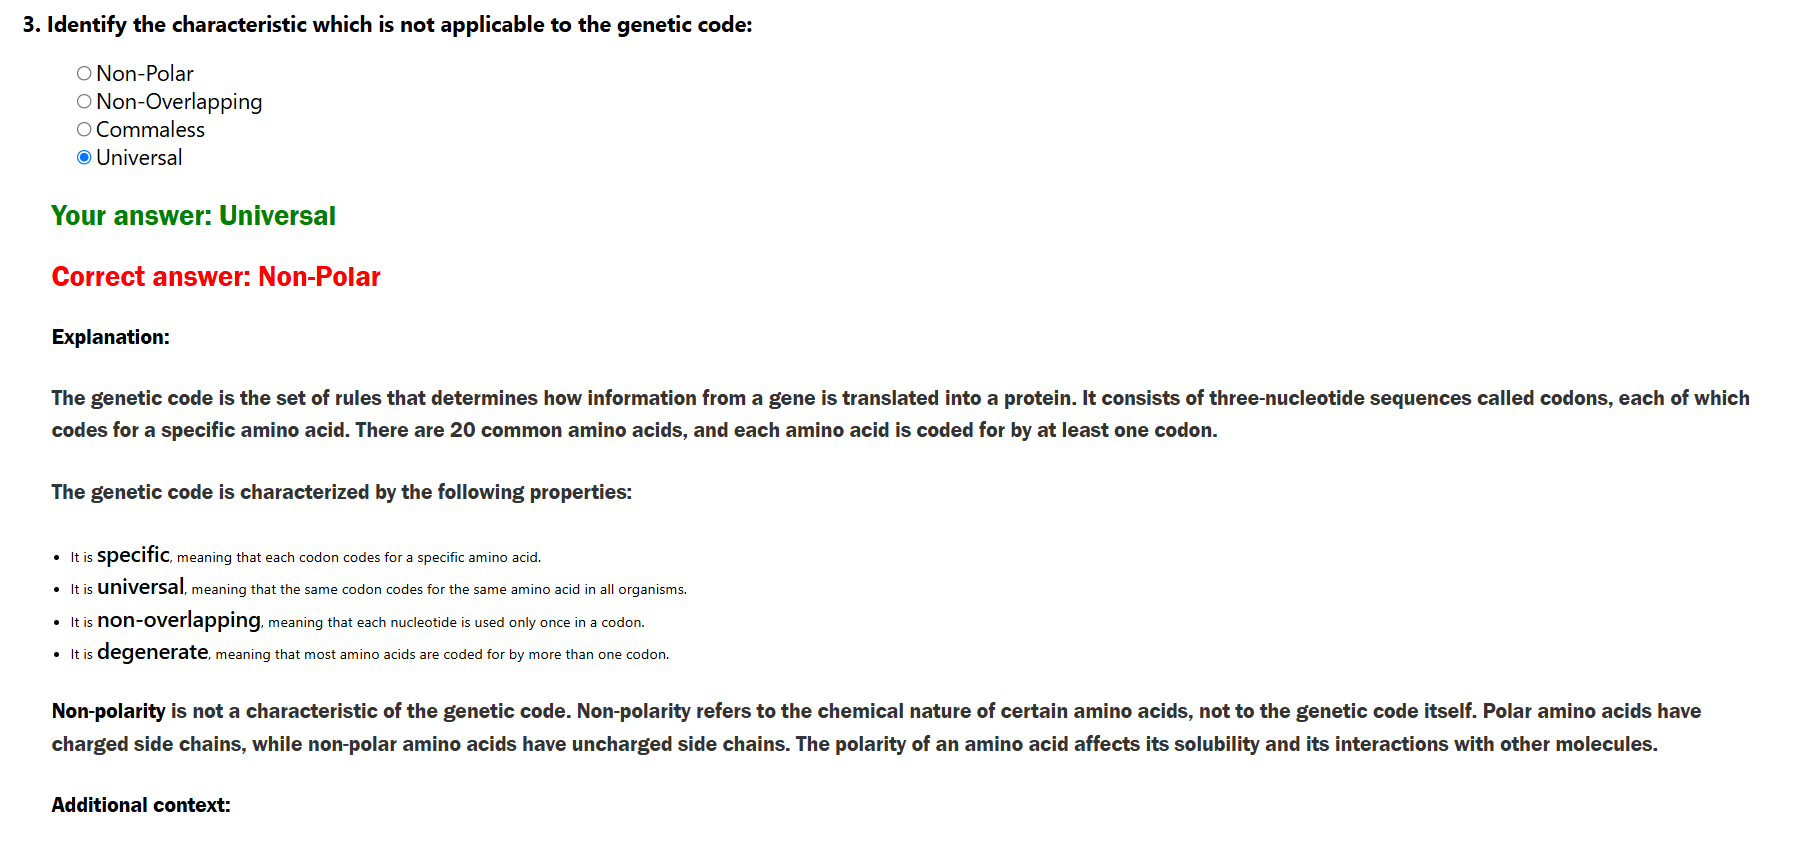 3. Identify the characteristic which is not applicable to the genetic code:
Non-Polar
Non-Overlapping
Commaless
Universal
Your answer: Universal
Correct answer: Non-Polar
Explanation:
The genetic code is the set of rules that determines how information from a gene is translated into a protein. It consists of three-nucleotide sequences called codons, each of which
codes for a specific amino acid. There are 20 common amino acids, and each amino acid is coded for by at least one codon.
The genetic code is characterized by the following properties:
• It is specific, meaning that each codon codes for a specific amino acid.
• It is universal, meaning that the same codon codes for the same amino acid in all organisms.
• It is non-overlapping, meaning that each nucleotide is used only once in a codon.
• It is degenerate, meaning that most amino acids are coded for by more than one codon.
Non-polarity is not a characteristic of the genetic code. Non-polarity refers to the chemical nature of certain amino acids, not to the genetic code itself. Polar amino acids have
charged side chains, while non-polar amino acids have uncharged side chains. The polarity of an amino acid affects its solubility and its interactions with other molecules.
Additional context: